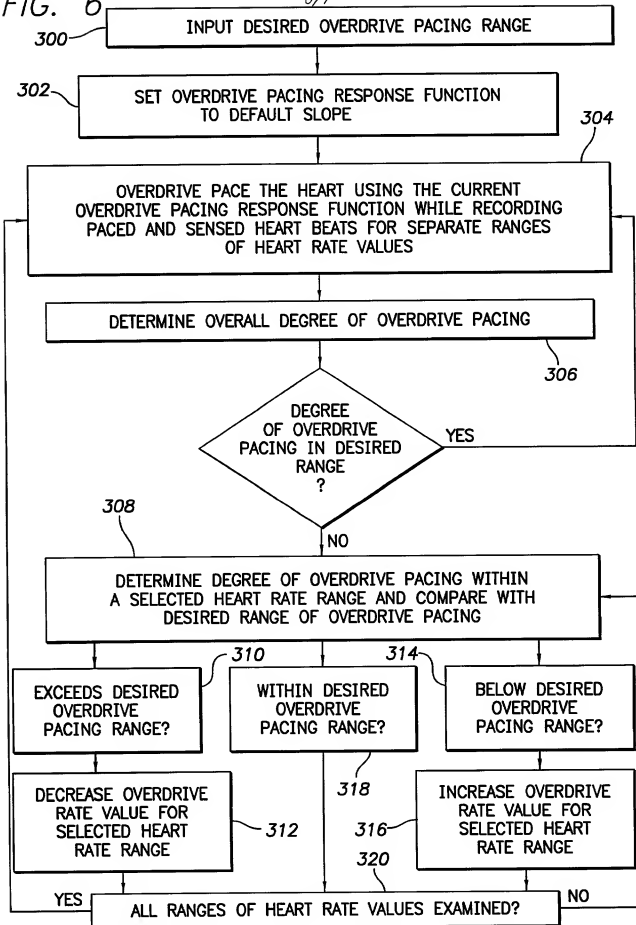 FIG. 6
300
INPUT DESIRED OVERDRIVE PACING RANGE
302
SET OVERDRIVE PACING RESPONSE FUNCTION
TO DEFAULT SLOPE
304
OVERDRIVE PACE THE HEART USING THE CURRENT
OVERDRIVE PACING RESPONSE FUNCTION WHILE RECORDING
PACED AND SENSED HEART BEATS FOR SEPARATE RANGES
OF HEART RATE VALUES
DETERMINE OVERALL DEGREE OF OVERDRIVE PACING
306
DEGREE
OF OVERDRIVE
PACING IN DESIRED
RANGE
?
YES
NO
308
DETERMINE DEGREE OF OVERDRIVE PACING WITHIN
A SELECTED HEART RATE RANGE AND COMPARE WITH
DESIRED RANGE OF OVERDRIVE PACING
310
EXCEEDS DESIRED
OVERDRIVE
PACING RANGE?
WITHIN DESIRED
OVERDRIVE
PACING RANGE?
318
314
BELOW DESIRED
OVERDRIVE
PACING RANGE?
DECREASE OVERDRIVE
RATE VALUE FOR
SELECTED HEART
RATE RANGE
312
316
INCREASE OVERDRIVE
RATE VALUE FOR
SELECTED HEART
RATE RANGE
320
YES
ALL RANGES OF HEART RATE VALUES EXAMINED?
NO